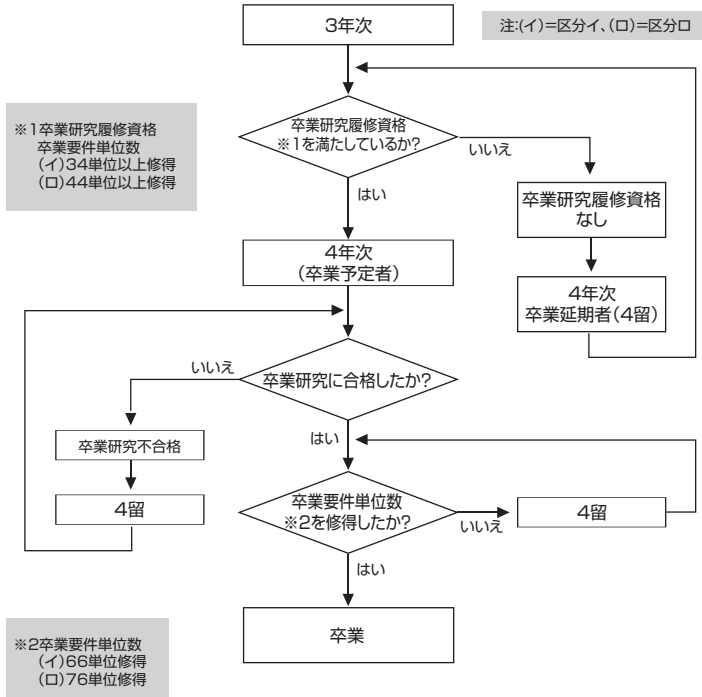 3年次
注:(イ)=区分イ、(ロ)=区分ロ
※1卒業研究履修資格
卒業要件単位数
(イ)34単位以上修得
(ロ)44単位以上修得
卒業研究履修資格
※1を満たしているか?
いいえ
はい
卒業研究履修資格
なし
4年次
(卒業予定者)
4年次
卒業延期者(4留)
いいえ
卒業研究に合格したか?
卒業研究不合格
はい
4留
卒業要件単位数
※2を修得したか?
いいえ
4留
はい
卒業
※2卒業要件単位数
(イ)66単位修得
(ロ)76単位修得